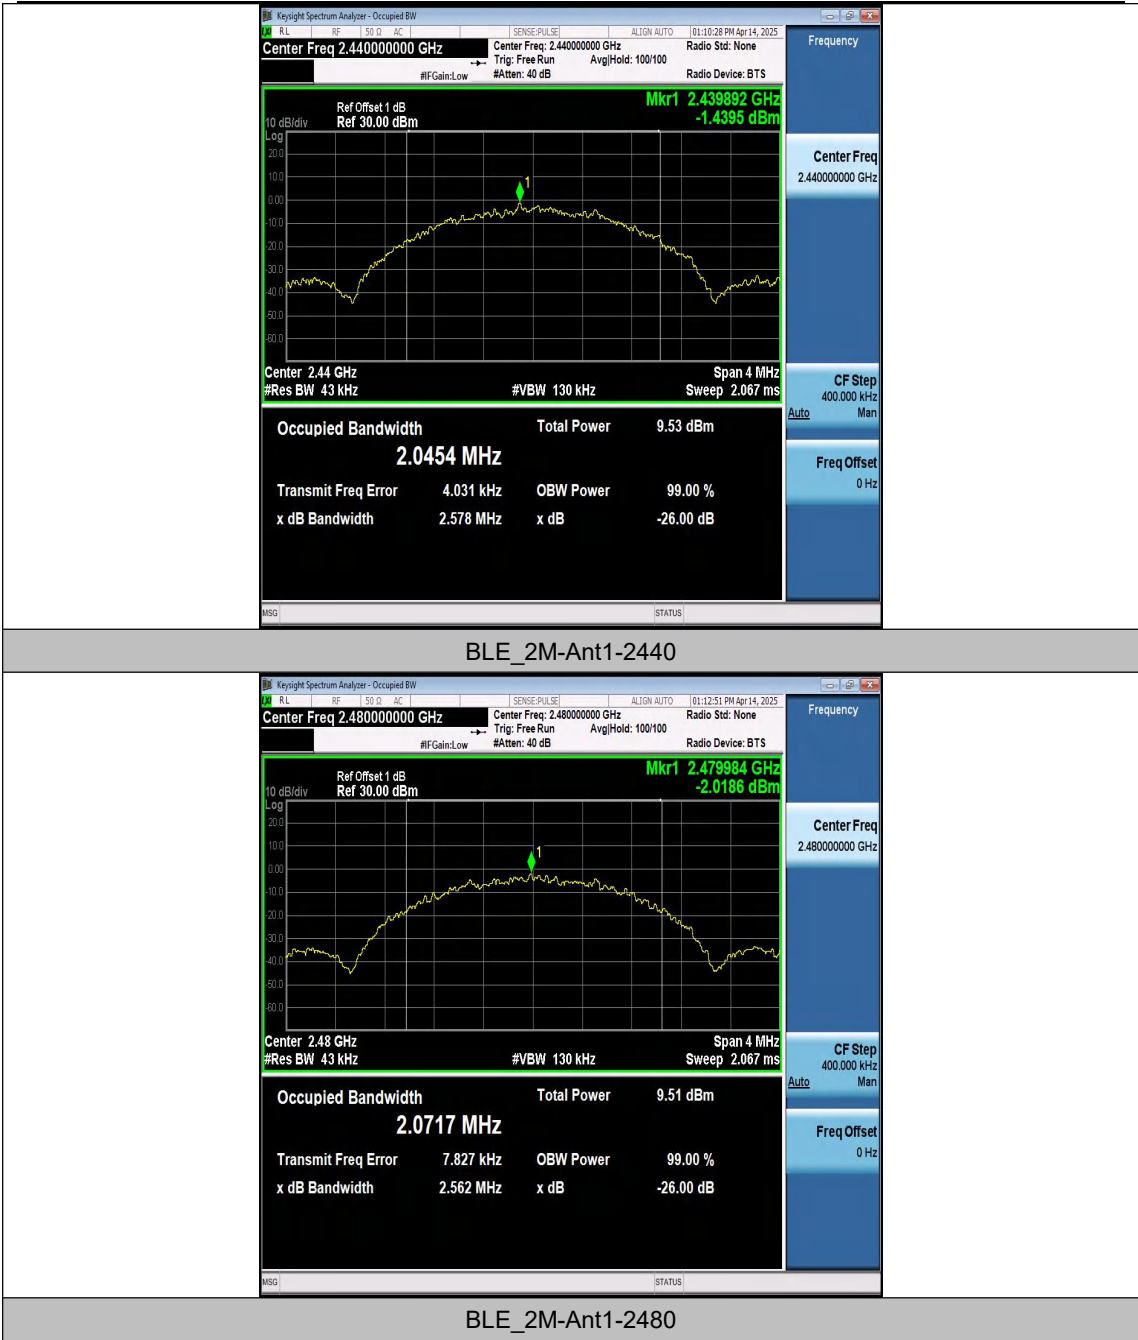 Keysight Spectrum Analyzer - Occupied BW
RL RF 50 Ω AC SENSE:PULSE ALIGN AUTO 01:10:28 PM Apr 14, 2025
Center Freq 2.440000000 GHz Center Freq: 2.440000000 GHz Radio Std: None
Trig: Free Run Avg|Hold: 100/100
#IFGain:Low #Atten: 40 dB Radio Device: BTS
Frequency
Mkr1 2.439892 GHz
-1.4395 dBm
Ref Offset 1 dB
10 dB/div Ref 30.00 dBm
Log
20.0
10.0
0.00
-10.0
-20.0
-30.0
-40.0
-50.0
-60.0
1
Center 2.44 GHz Span 4 MHz
#Res BW 43 kHz #VBW 130 kHz Sweep 2.067 ms
Center Freq
2.440000000 GHz
CF Step
400.000 kHz
Auto Man
Freq Offset
0 Hz
Occupied Bandwidth Total Power 9.53 dBm
2.0454 MHz
Transmit Freq Error 4.031 kHz OBW Power 99.00 %
x dB Bandwidth 2.578 MHz x dB -26.00 dB
MSG STATUS
BLE_2M-Ant1-2440
Keysight Spectrum Analyzer - Occupied BW
RL RF 50 Ω AC SENSE:PULSE ALIGN AUTO 01:12:51 PM Apr 14, 2025
Center Freq 2.480000000 GHz Center Freq: 2.480000000 GHz Radio Std: None
Trig: Free Run Avg|Hold: 100/100
#IFGain:Low #Atten: 40 dB Radio Device: BTS
Frequency
Mkr1 2.479984 GHz
-2.0186 dBm
Ref Offset 1 dB
10 dB/div Ref 30.00 dBm
Log
20.0
10.0
0.00
-10.0
-20.0
-30.0
-40.0
-50.0
-60.0
1
Center 2.48 GHz Span 4 MHz
#Res BW 43 kHz #VBW 130 kHz Sweep 2.067 ms
Center Freq
2.480000000 GHz
CF Step
400.000 kHz
Auto Man
Freq Offset
0 Hz
Occupied Bandwidth Total Power 9.51 dBm
2.0717 MHz
Transmit Freq Error 7.827 kHz OBW Power 99.00 %
x dB Bandwidth 2.562 MHz x dB -26.00 dB
MSG STATUS
BLE_2M-Ant1-2480